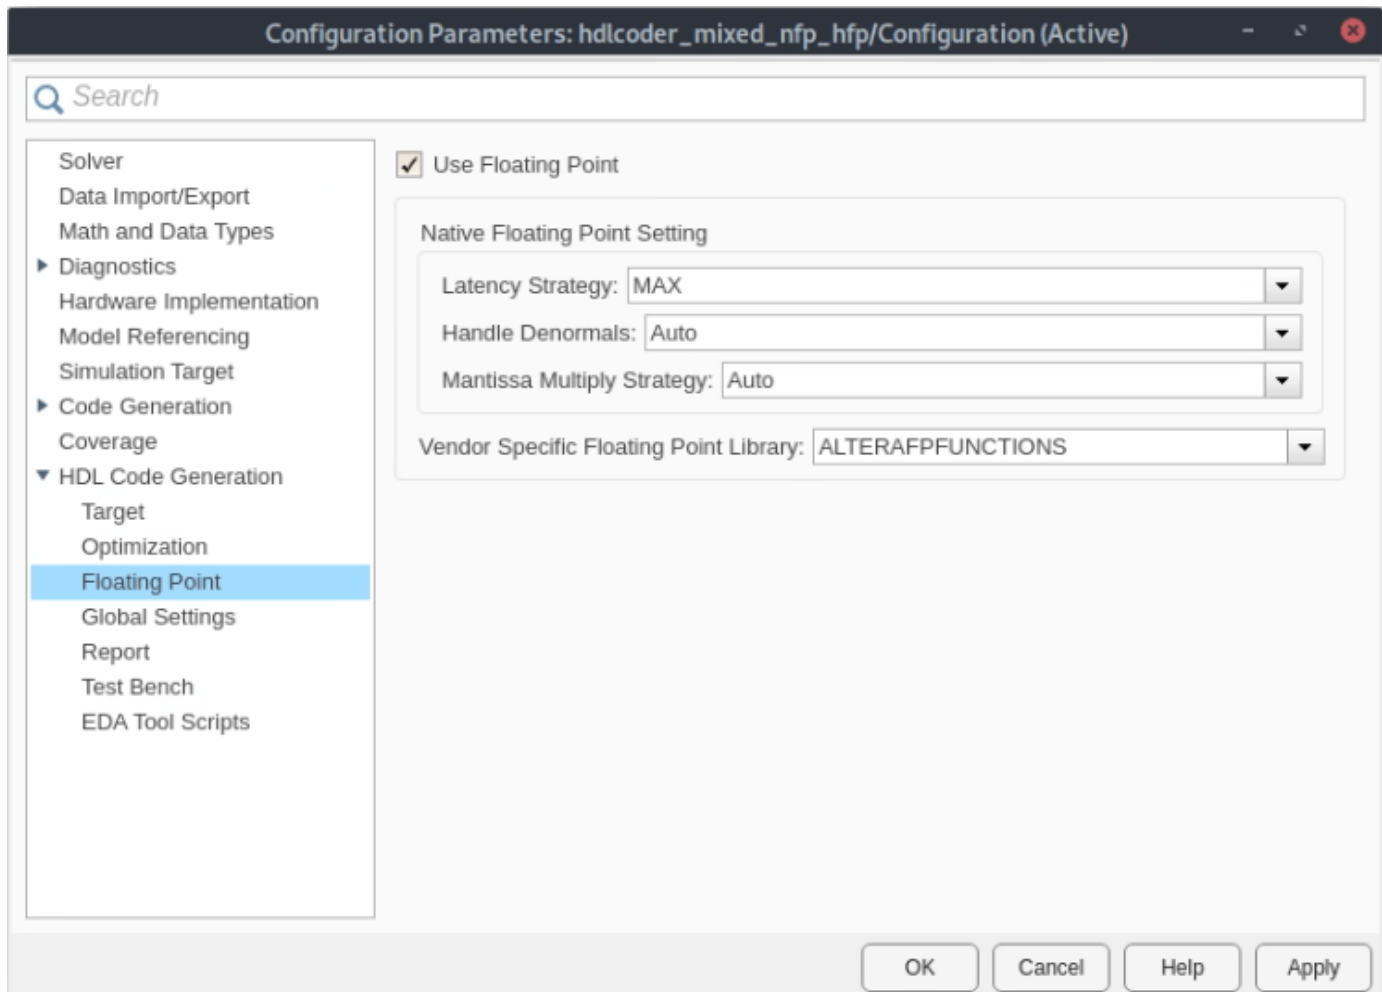 Configuration Parameters: hdlcoder_mixed_nfp_hfp/Configuration (Active)
Search
Solver
Data Import/Export
Math and Data Types
Diagnostics
Hardware Implementation
Model Referencing
Simulation Target
Code Generation
Coverage
HDL Code Generation
Target
Optimization
Floating Point
Global Settings
Report
Test Bench
EDA Tool Scripts
Use Floating Point
Native Floating Point Setting
Latency Strategy: MAX
Handle Denormals: Auto
Mantissa Multiply Strategy: Auto
Vendor Specific Floating Point Library: ALTERAFPFUNCTIONS
OK Cancel Help Apply